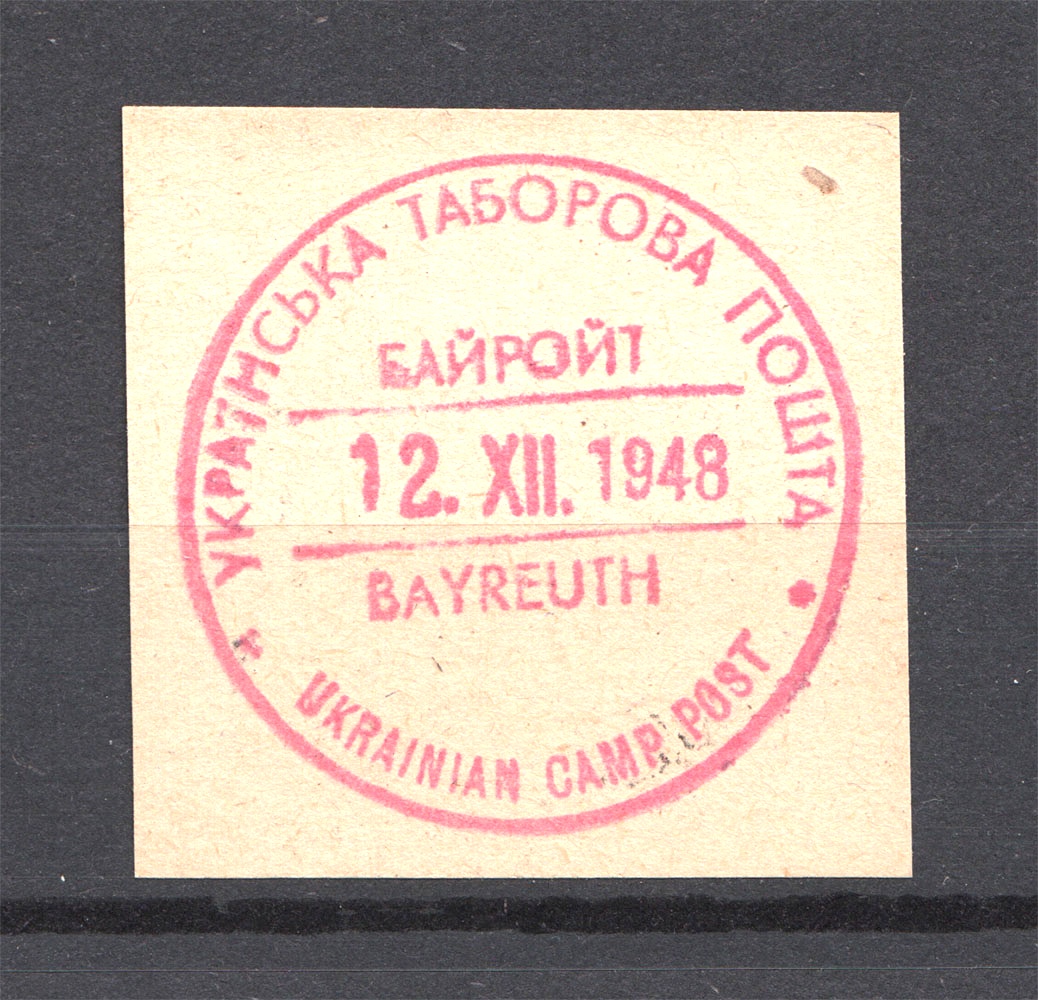 УКРАЇНСЬКА ТАБОРОВА ПОШТА
БАЙРОЙТ
12. XII. 1948
BAYREUTH
UKRAINIAN CAMP POST